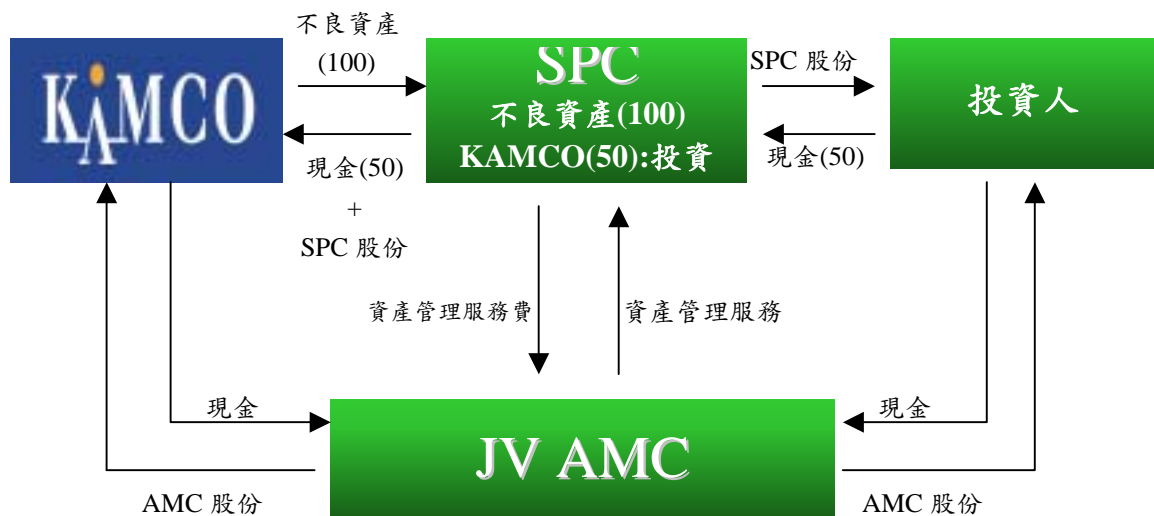 不良資產
(100)
KAMCO
現金(50)
+
SPC 股份
SPC
不良資產(100)
KAMCO(50):投資
SPC 股份
現金(50)
投資人
資產管理服務費
資產管理服務
現金
現金
JV AMC
AMC 股份
AMC 股份